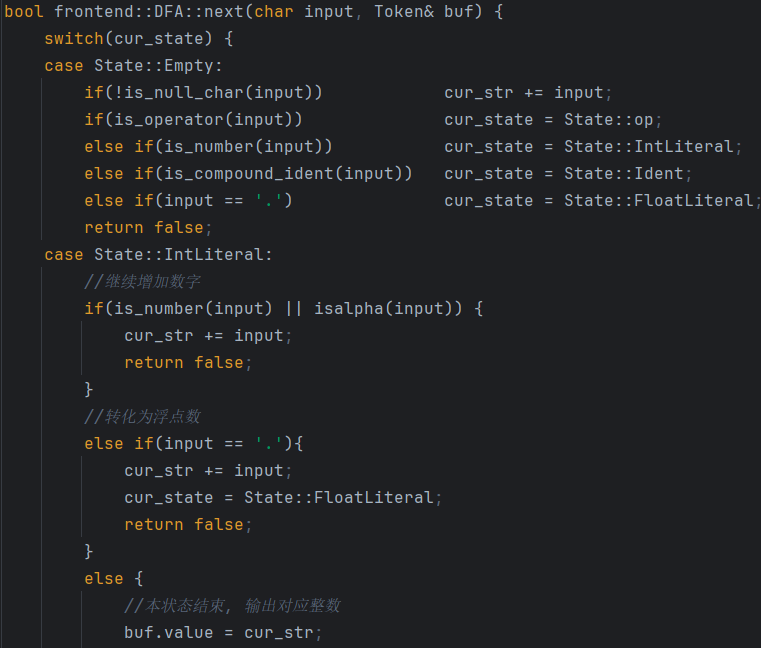 bool frontend::DFA::next(char input, Token& buf) {
    switch(cur_state) {
    case State::Empty:
        if(!is_null_char(input))            cur_str += input;
        if(is_operator(input))              cur_state = State::op;
        else if(is_number(input))           cur_state = State::IntLiteral;
        else if(is_compound_ident(input))   cur_state = State::Ident;
        else if(input == '.')               cur_state = State::FloatLiteral;
        return false;
    case State::IntLiteral:
        //继续增加数字
        if(is_number(input) || isalpha(input)) {
            cur_str += input;
            return false;
        }
        //转化为浮点数
        else if(input == '.'){
            cur_str += input;
            cur_state = State::FloatLiteral;
            return false;
        }
        else {
            //本状态结束, 输出对应整数
            buf.value = cur_str;